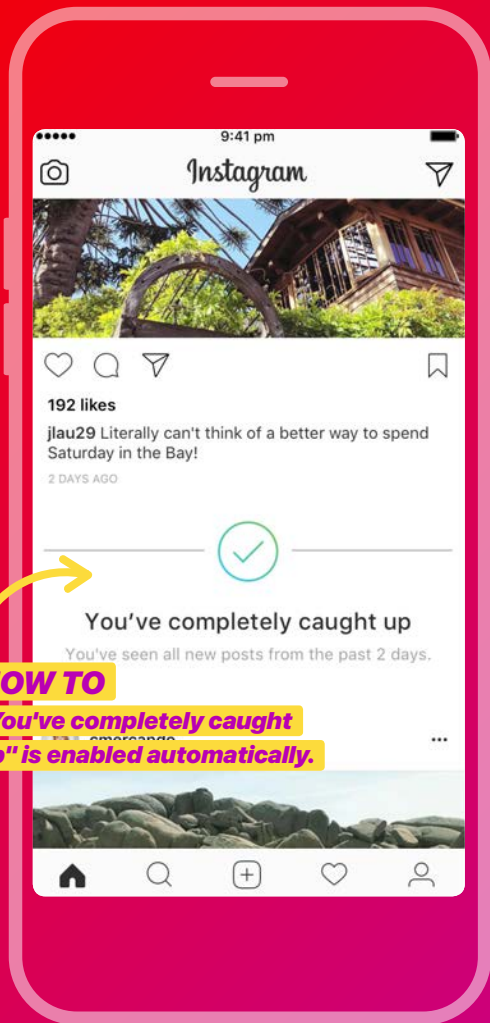 9:41 pm
Instagram
192 likes
jlau29 Literally can't think of a better way to spend
Saturday in the Bay!
2 DAYS AGO
You've completely caught up
You've seen all new posts from the past 2 days.
OW TO
You've completely caught
" is enabled automatically.